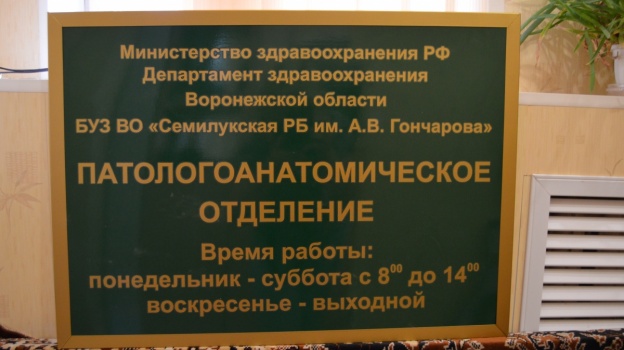 Министерство здравоохранения РФ
Департамент здравоохранения
Воронежской области
БУЗ ВО «Семилукская РБ им. А.В. Гончарова»
ПАТОЛОГОАНАТОМИЧЕСКОЕ
ОТДЕЛЕНИЕ
Время работы:
понедельник - суббота с 8⁰⁰ до 14⁰⁰
воскресенье - выходной